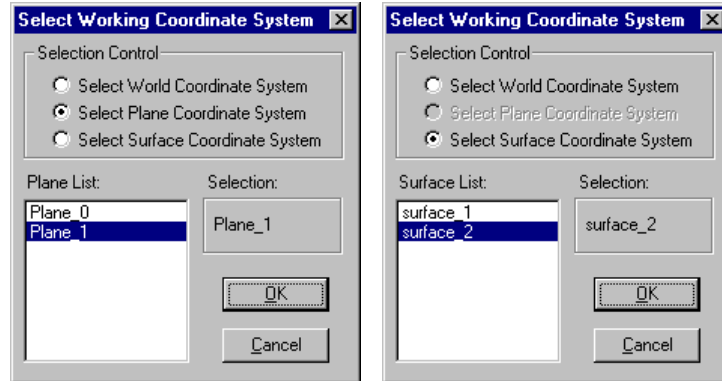 Select Working Coordinate System
Selection Control
Select World Coordinate System
Select Plane Coordinate System
Select Surface Coordinate System
Plane List:
Selection:
Plane_0
Plane_1
Plane_1
OK
Cancel
Select Working Coordinate System
Selection Control
Select World Coordinate System
Select Plane Coordinate System
Select Surface Coordinate System
Surface List:
Selection:
surface_1
surface_2
surface_2
OK
Cancel